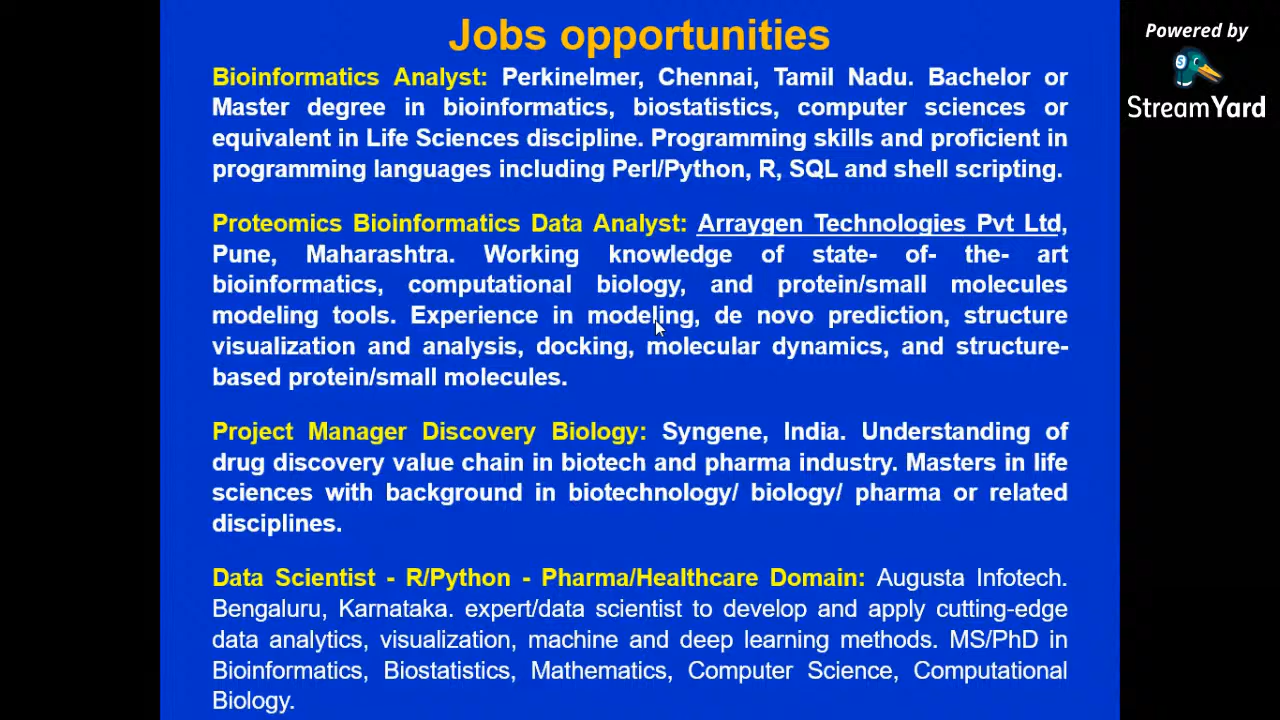 Jobs opportunities
Powered by
StreamYard
Bioinformatics Analyst: Perkinelmer, Chennai, Tamil Nadu. Bachelor or
Master degree in bioinformatics, biostatistics, computer sciences or
equivalent in Life Sciences discipline. Programming skills and proficient in
programming languages including Perl/Python, R, SQL and shell scripting.
Proteomics Bioinformatics Data Analyst: Arraygen Technologies Pvt Ltd,
Pune, Maharashtra. Working knowledge of state- of- the- art
bioinformatics, computational biology, and protein/small molecules
modeling tools. Experience in modeling, de novo prediction, structure
visualization and analysis, docking, molecular dynamics, and structure-
based protein/small molecules.
Project Manager Discovery Biology: Syngene, India. Understanding of
drug discovery value chain in biotech and pharma industry. Masters in life
sciences with background in biotechnology/ biology/ pharma or related
disciplines.
Data Scientist - R/Python - Pharma/Healthcare Domain: Augusta Infotech.
Bengaluru, Karnataka. expert/data scientist to develop and apply cutting-edge
data analytics, visualization, machine and deep learning methods. MS/PhD in
Bioinformatics, Biostatistics, Mathematics, Computer Science, Computational
Biology.